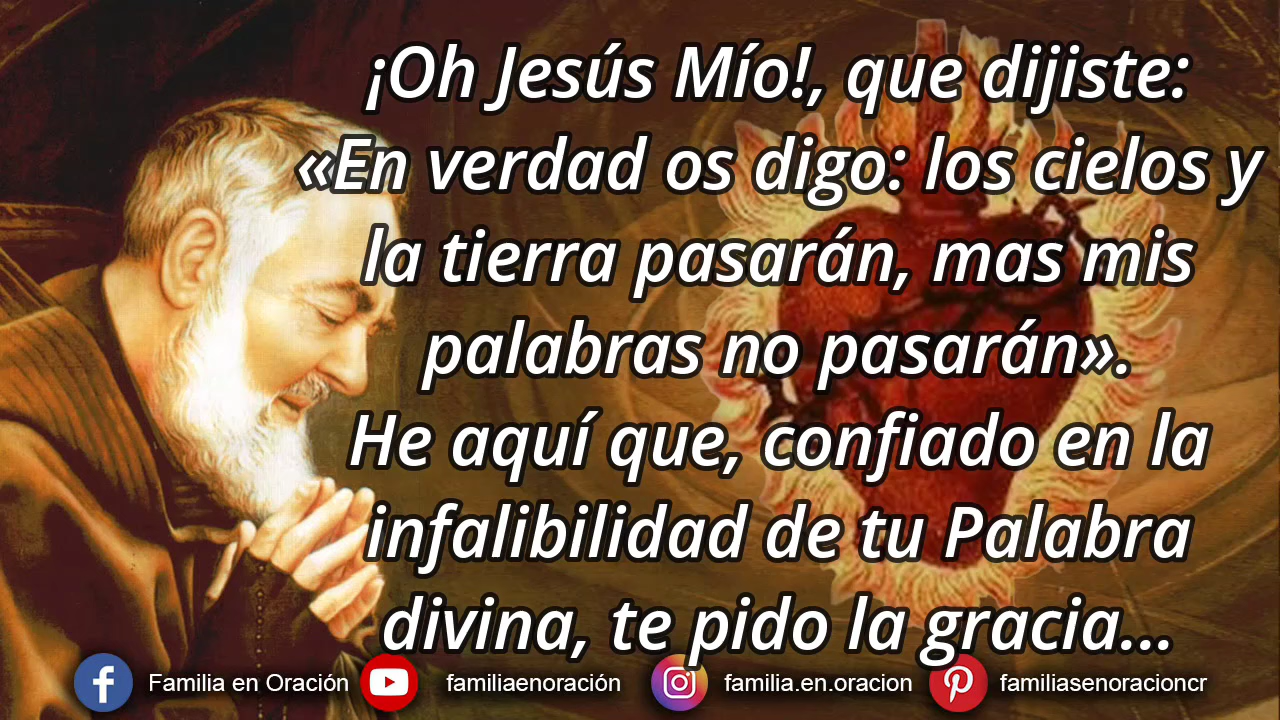 ¡Oh Jesús Mío!, que dijiste:
«En verdad os digo: los cielos y
la tierra pasarán, mas mis
palabras no pasarán».
He aquí que, confiado en la
infalibilidad de tu Palabra
divina, te pido la gracia...
Familia en Oración familiaenoración familia.en.oracion familiasenoracioncr